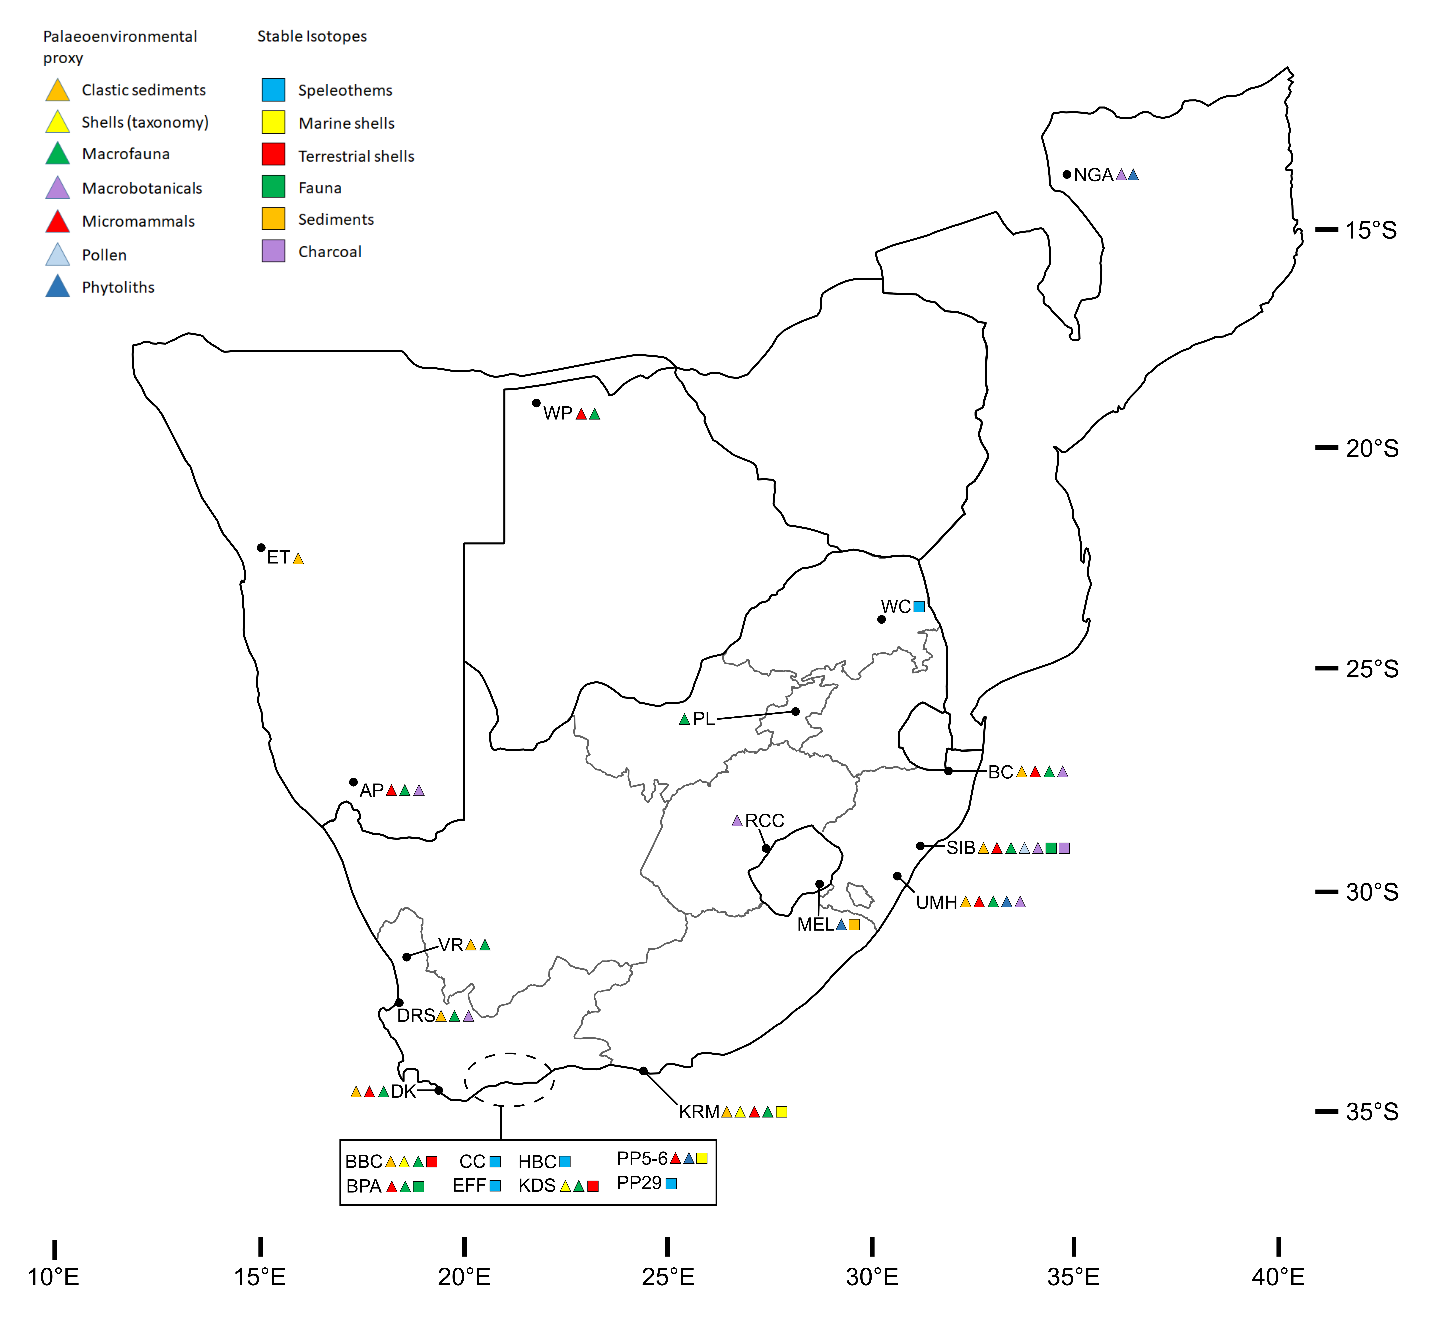 Palaeoenvironmental
proxy
Clastic sediments
Shells (taxonomy)
Macrofauna
Macrobotanicals
Micromammals
Pollen
Phytoliths
Stable Isotopes
Speleothems
Marine shells
Terrestrial shells
Fauna
Sediments
Charcoal
NGA
15°S
WP
20°S
ET
WC
25°S
PL
BC
AP
RCC
SIB
30°S
UMH
MEL
VR
DRS
DK
KRM
35°S
BBC CC HBC PP5-6
BPA EFF KDS PP29
10°E 15°E 20°E 25°E 30°E 35°E 40°E